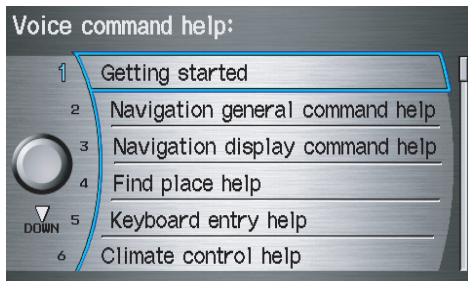 Voice command help:
1 Getting started
2 Navigation general command help
3 Navigation display command help
4 Find place help
DOWN
5 Keyboard entry help
6 Climate control help